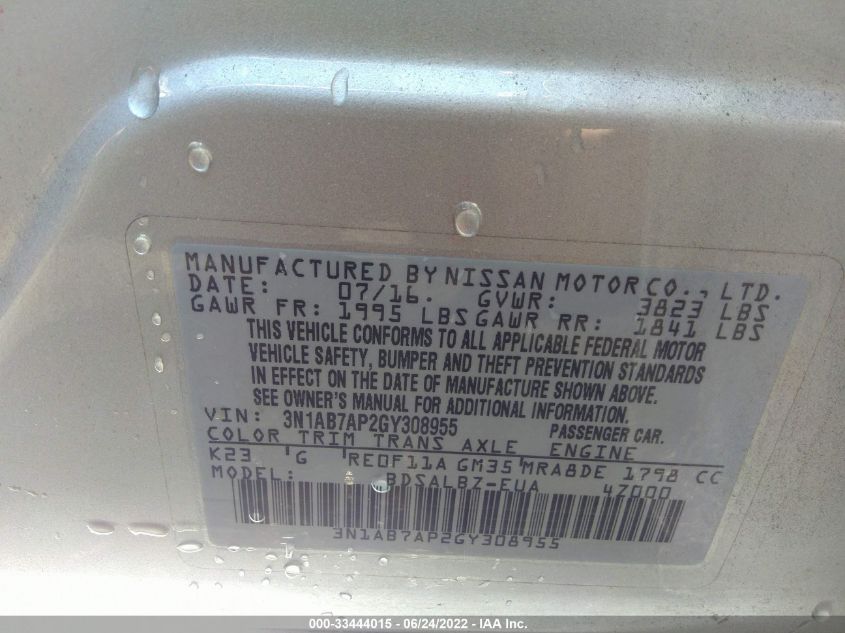 MANUFACTURED BY NISSAN MOTOR CO., LTD.
DATE: 07/16. GVWR: 3823 LBS
GAWR FR: 1995 LBS GAWR RR: 1841 LBS
THIS VEHICLE CONFORMS TO ALL APPLICABLE FEDERAL MOTOR
VEHICLE SAFETY, BUMPER AND THEFT PREVENTION STANDARDS
IN EFFECT ON THE DATE OF MANUFACTURE SHOWN ABOVE.
SEE OWNER'S MANUAL FOR ADDITIONAL INFORMATION.
VIN: 3N1AB7AP2GY308955 PASSENGER CAR.
COLOR TRIM TRANS AXLE ENGINE
K23 G RE0F11A GM35 MRA8DE 1798 CC
MODEL: BDSALBZ-EUA 4Z000
3N1AB7AP2GY308955
000-33444015 - 06/24/2022 - IAA Inc.